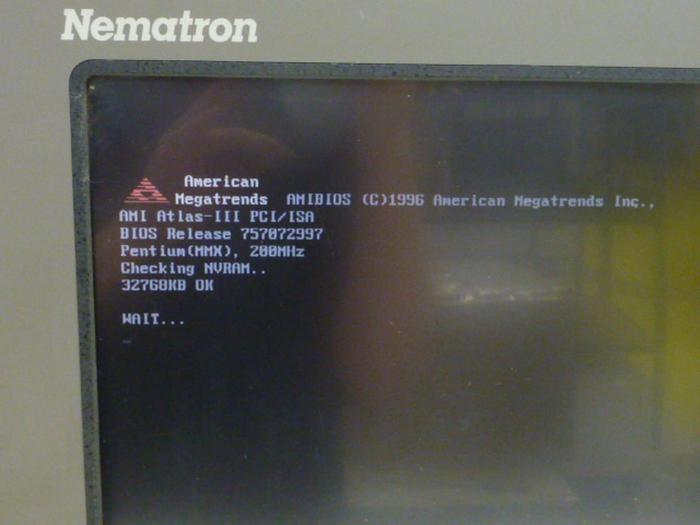 Nematron
American
Megatrends AMIBIOS (C)1996 American Megatrends Inc.,
AMI Atlas-III PCI/ISA
BIOS Release 757072997
Pentium(MMX), 200MHz
Checking NVRAM..
32768KB OK
WAIT...